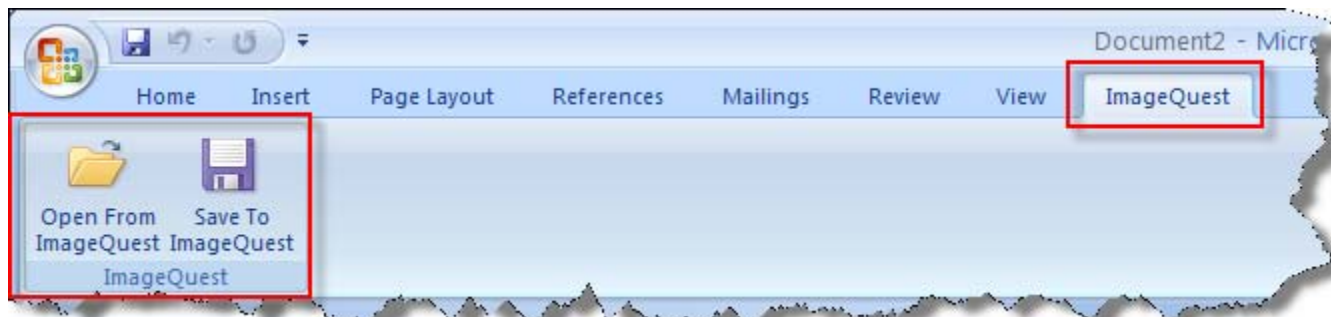 Document2 - Micro
Home Insert Page Layout References Mailings Review View ImageQuest
Open From Save To
ImageQuest ImageQuest
ImageQuest